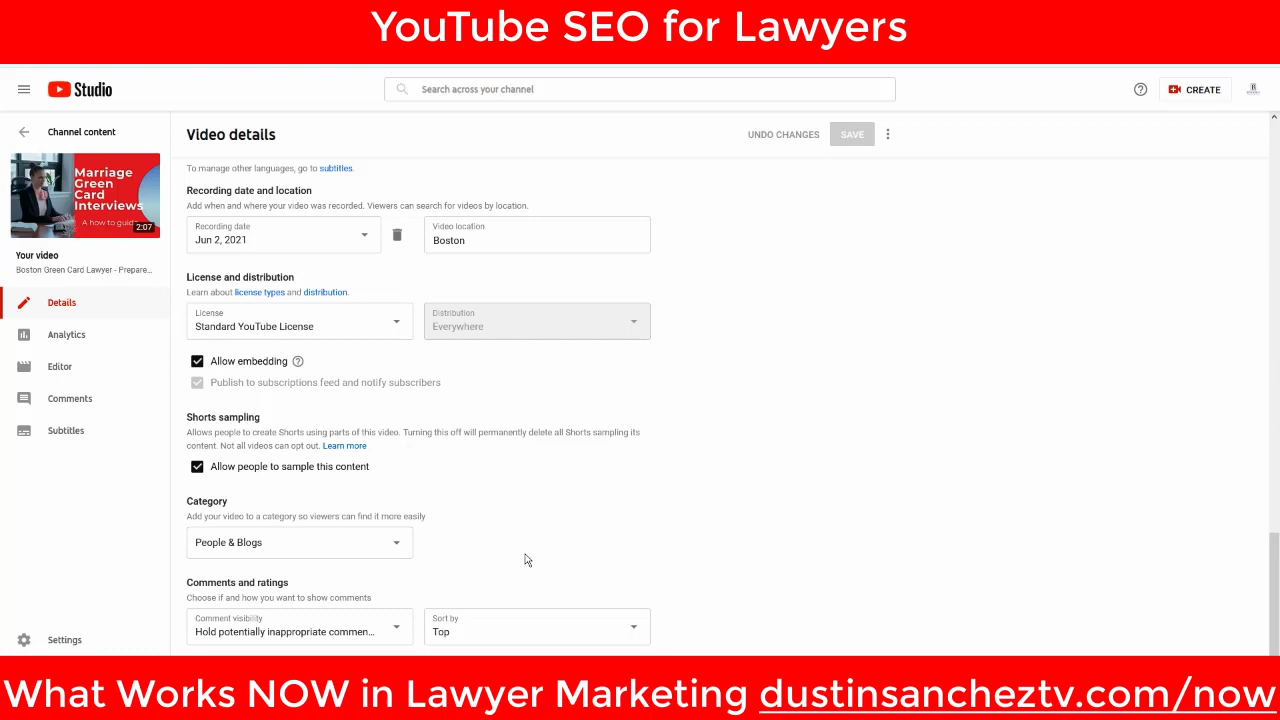 YouTube SEO for Lawyers
Studio
Search across your channel
CREATE
Channel content
Marriage
Green
Card
Interviews
A how to guide
2:07
Your video
Boston Green Card Lawyer - Prepare...
Details
Analytics
Editor
Comments
Subtitles
Settings
Video details
UNDO CHANGES
SAVE
To manage other languages, go to subtitles.
Recording date and location
Add when and where your video was recorded. Viewers can search for videos by location.
Recording date
Jun 2, 2021
Video location
Boston
License and distribution
Learn about license types and distribution.
License
Standard YouTube License
Distribution
Everywhere
Allow embedding
Publish to subscriptions feed and notify subscribers
Shorts sampling
Allows people to create Shorts using parts of this video. Turning this off will permanently delete all Shorts sampling its
content. Not all videos can opt out. Learn more
Allow people to sample this content
Category
Add your video to a category so viewers can find it more easily
People & Blogs
Comments and ratings
Choose if and how you want to show comments
Comment visibility
Hold potentially inappropriate commen...
Sort by
Top
What Works NOW in Lawyer Marketing dustinsancheztv.com/now